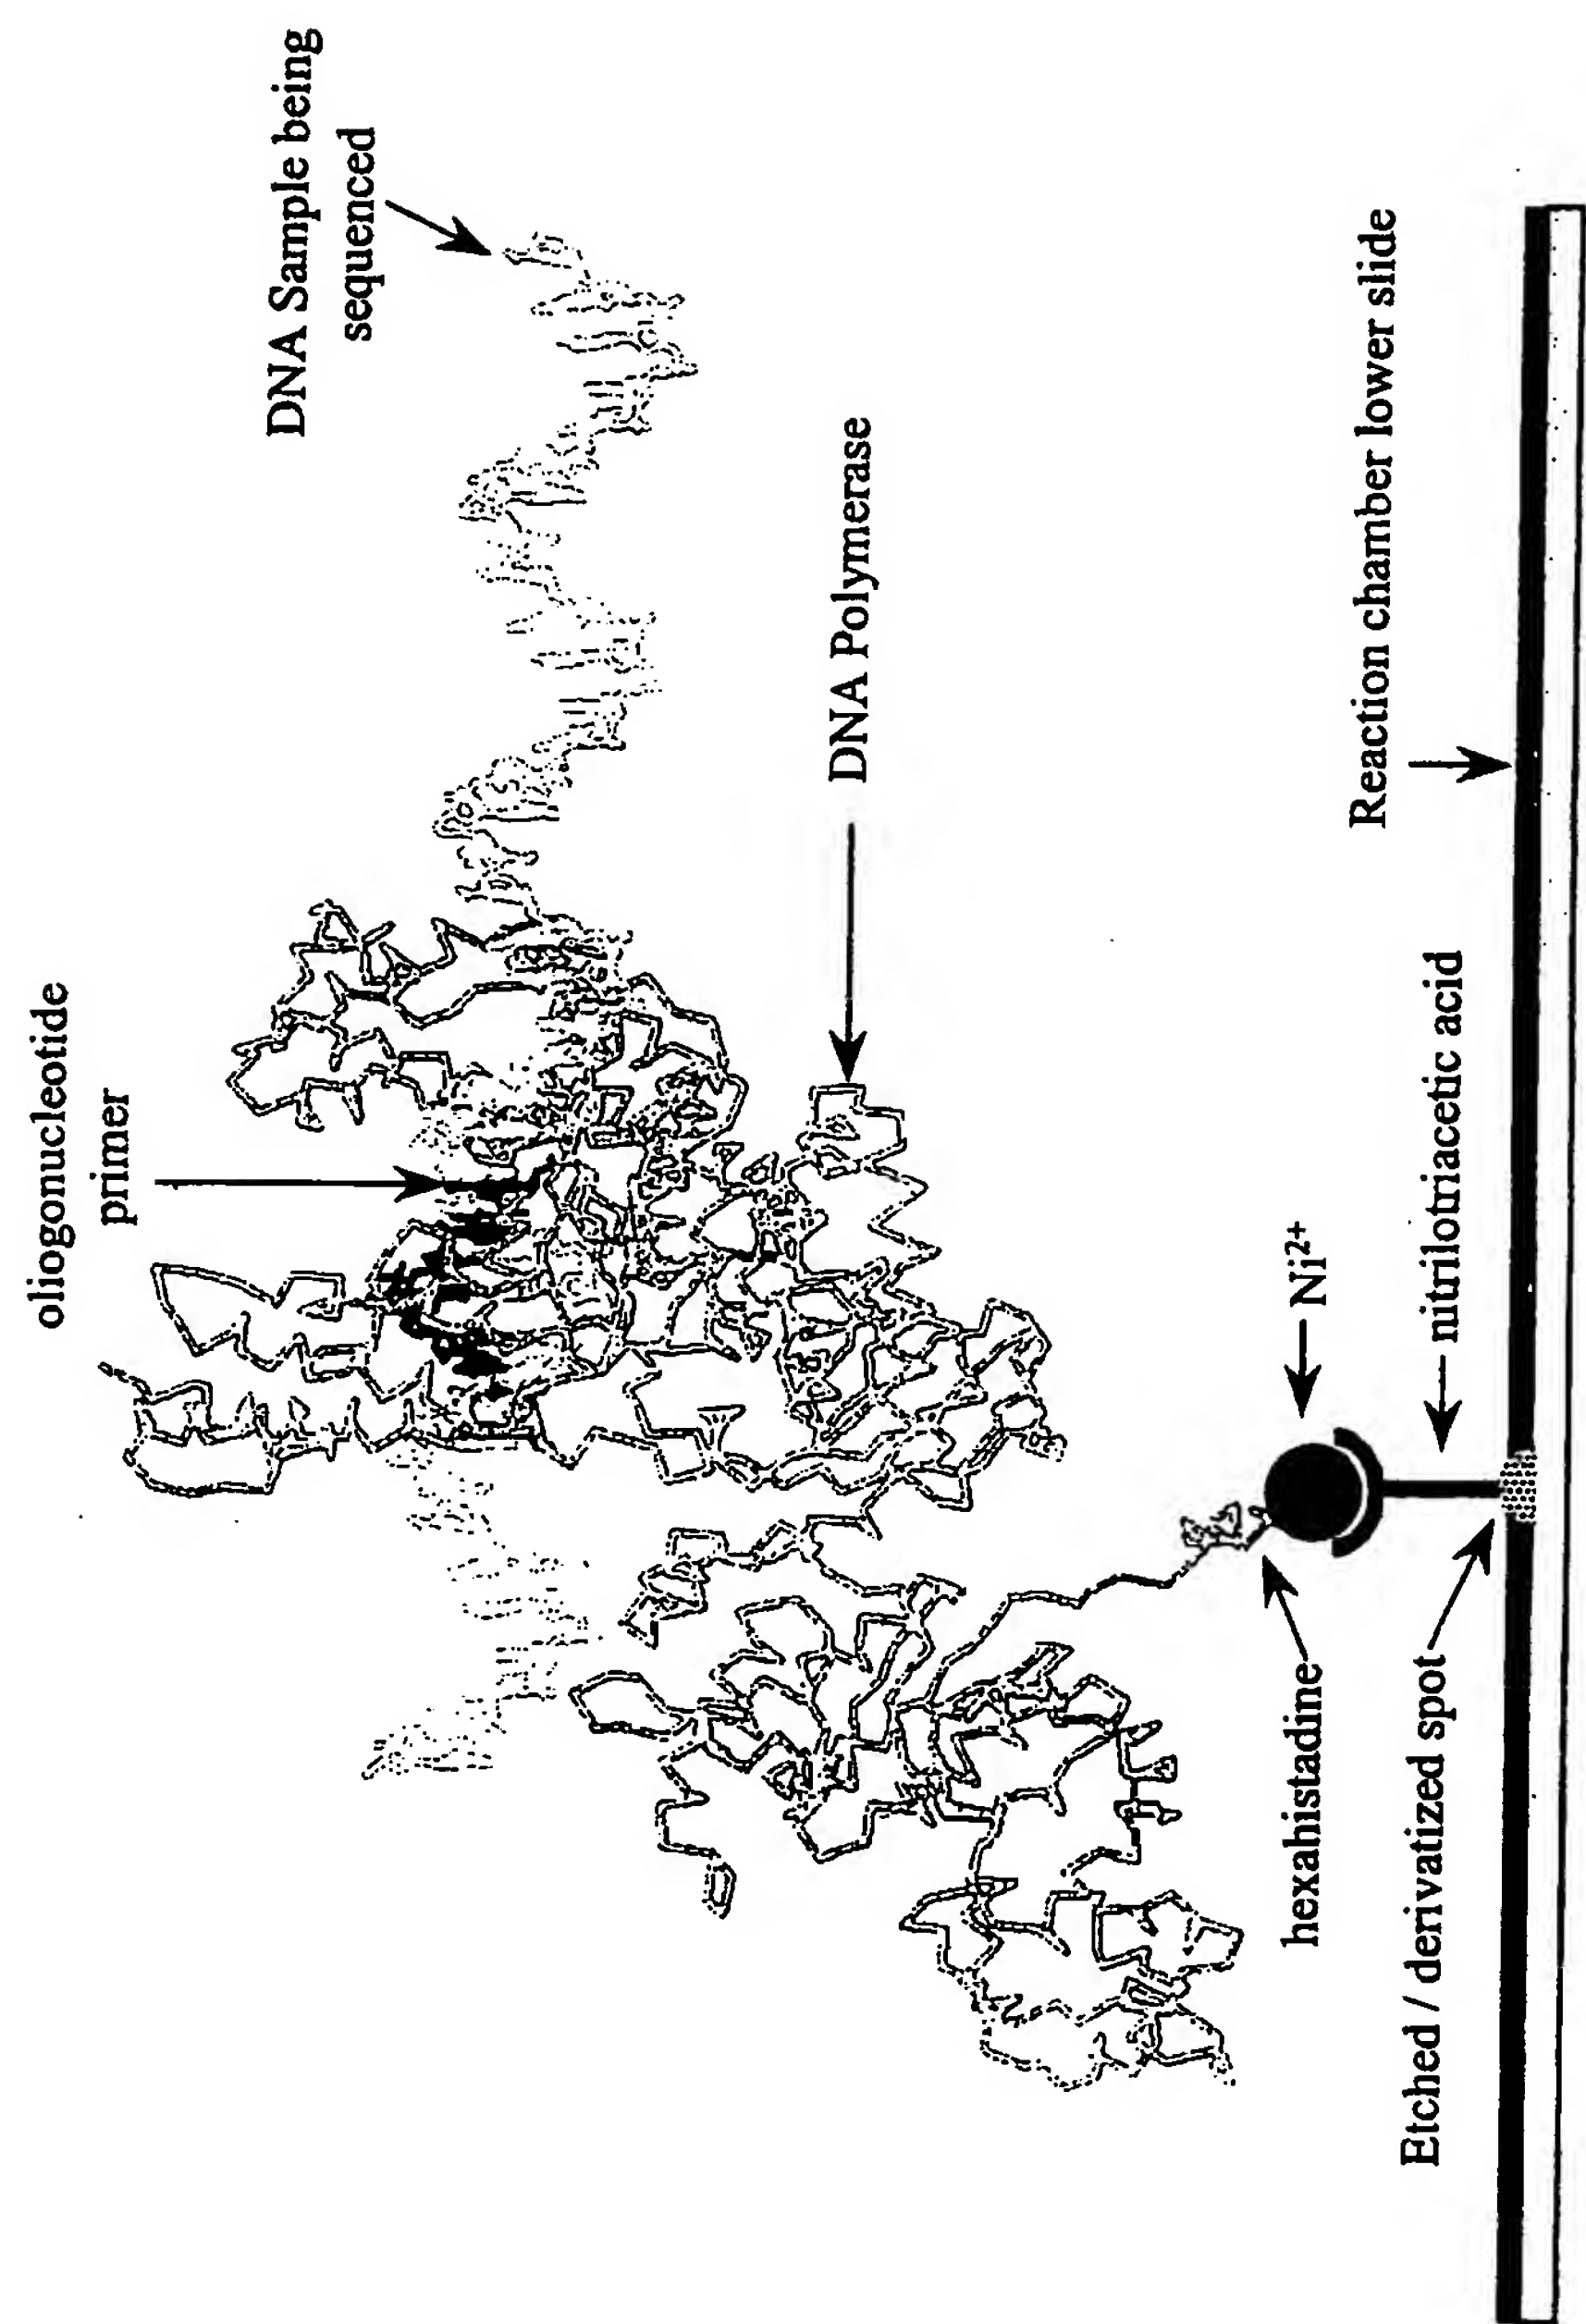 oliogonucleotide
primer
DNA Sample being
sequenced
DNA Polymerase
Reaction chamber lower slide
Ni²⁺
nitrilotriacetic acid
hexahistadine
Etched / derivatized spot